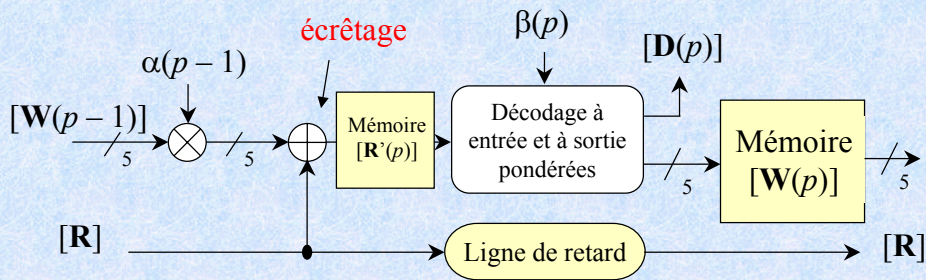 écrêtage
β(p)
[D(p)]
α(p – 1)
[W(p – 1)]
5
5
Mémoire
[R'(p)]
Décodage à
entrée et à sortie
pondérées
5
Mémoire
[W(p)]
5
[R]
Ligne de retard
[R]